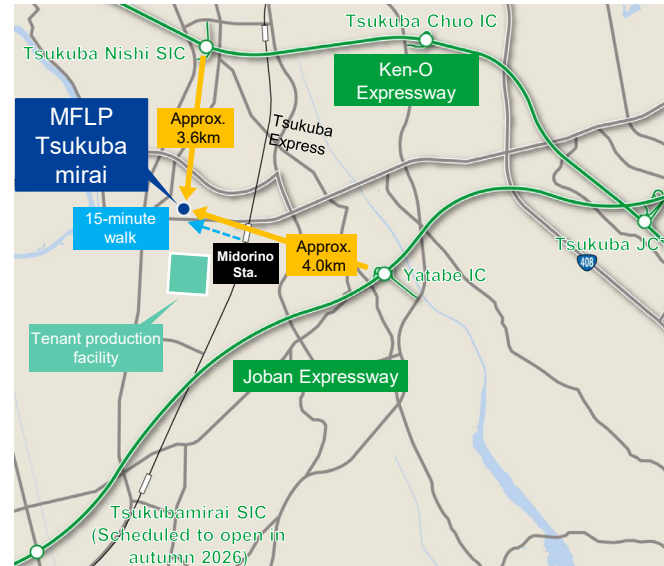 Tsukuba Chuo IC
Tsukuba Nishi SIC
Ken-O
Expressway
MFLP
Tsukuba
mirai
Approx.
3.6km
Tsukuba
Express
15-minute
walk
Midorino
Sta.
Approx.
4.0km
Tsukuba JCT
408
Yatabe IC
Tenant production
facility
Joban Expressway
Tsukubamirai SIC
(Scheduled to open in
autumn 2026)